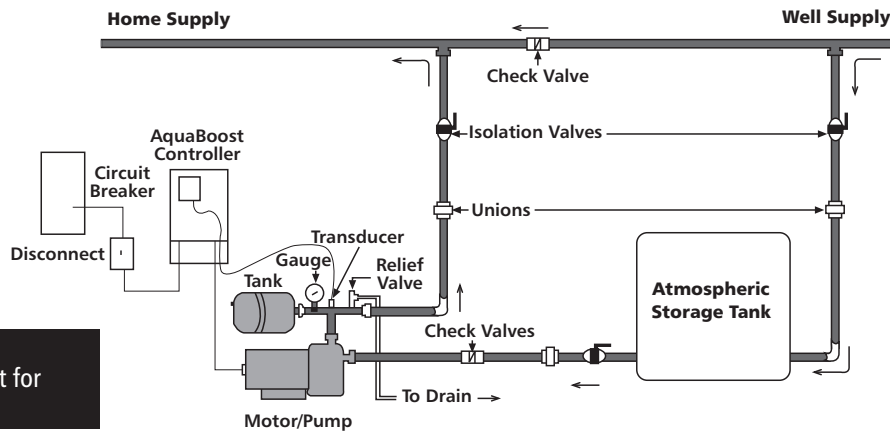 Home Supply
Well Supply
Check Valve
AquaBoost
Controller
Isolation Valves
Circuit
Breaker
Unions
Disconnect
Transducer
Gauge
Relief
Valve
Tank
Atmospheric
Storage Tank
Check Valves
t for
To Drain
Motor/Pump